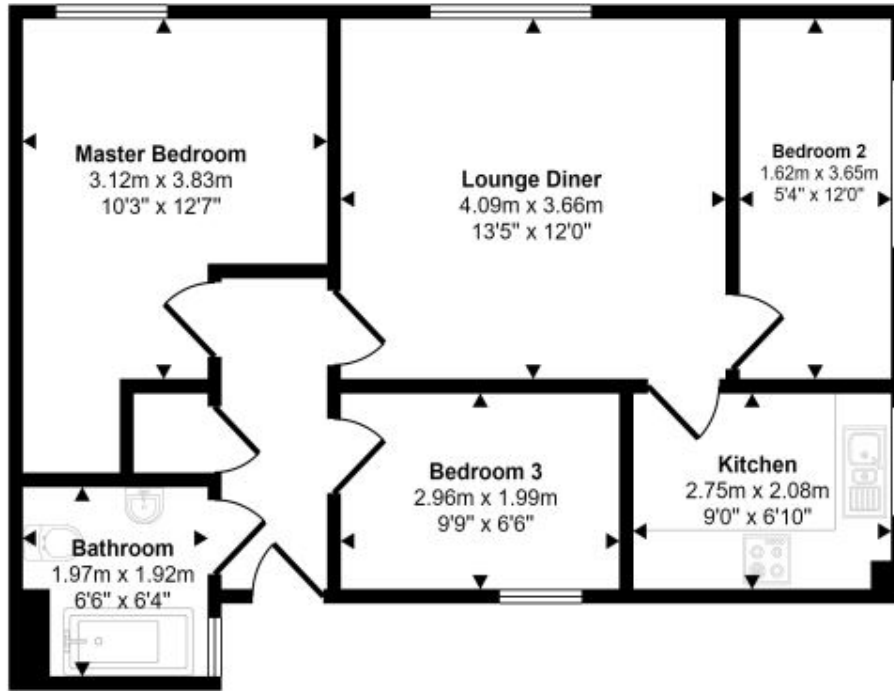 Master Bedroom
3.12m x 3.83m
10'3" x 12'7"
Lounge Diner
4.09m x 3.66m
13'5" x 12'0"
Bedroom 2
1.62m x 3.65m
5'4" x 12'0"
Bedroom 3
2.96m x 1.99m
9'9" x 6'6"
Kitchen
2.75m x 2.08m
9'0" x 6'10"
Bathroom
1.97m x 1.92m
6'6" x 6'4"